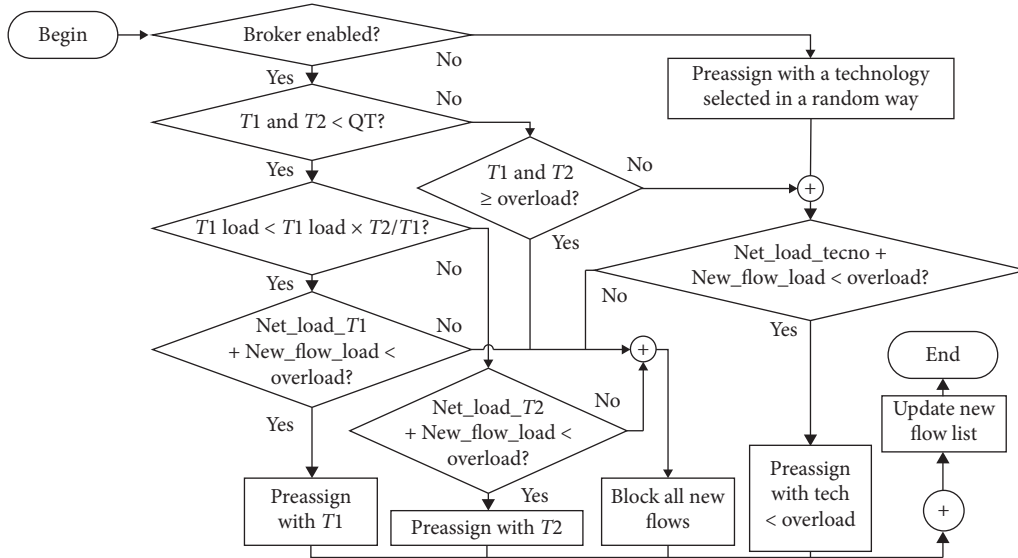 Begin
Broker enabled?
No
Yes
Preassign with a technology
selected in a random way
T1 and T2 < QT?
No
Yes
T1 and T2
≥ overload?
No
Yes
+
T1 load < T1 load × T2/T1?
No
Yes
Net_load_tecno +
New_flow_load < overload?
No
Yes
Net_load_T1
+ New_flow_load <
overload?
No
Yes
+
End
Net_load_T2
+ New_flow_load <
overload?
No
Yes
Update new
flow list
Preassign
with T1
Preassign with T2
Block all new
flows
Preassign
with tech
< overload
+